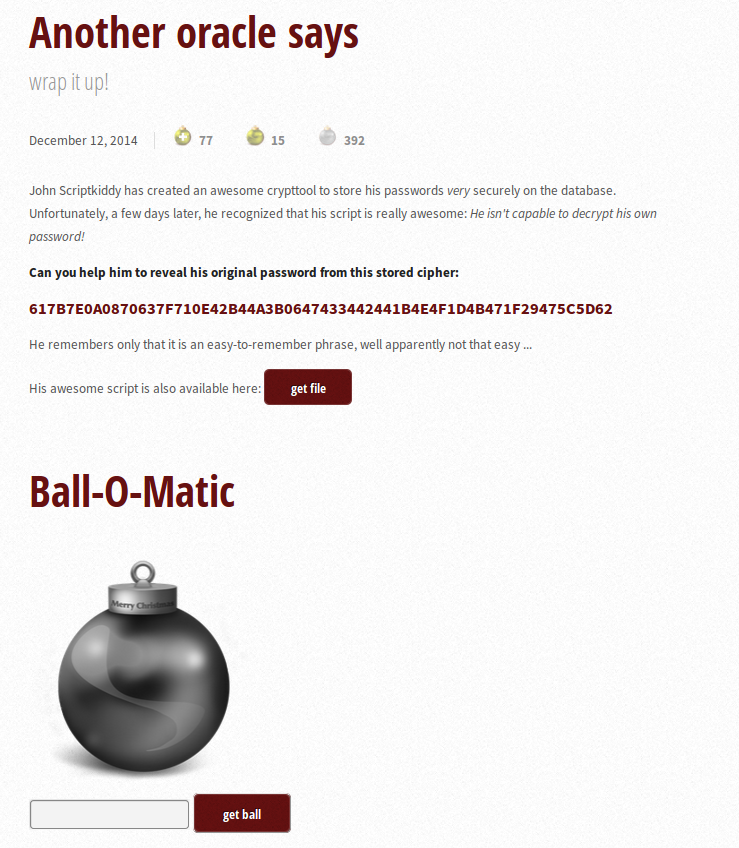 Another oracle says
wrap it up!
December 12, 2014 77 15 392
John Scriptkiddy has created an awesome crypttool to store his passwords very securely on the database.
Unfortunately, a few days later, he recognized that his script is really awesome: He isn't capable to decrypt his own
password!
Can you help him to reveal his original password from this stored cipher:
617B7E0A0870637F710E42B44A3B0647433442441B4E4F1D4B471F29475C5D62
He remembers only that it is an easy-to-remember phrase, well apparently not that easy ...
His awesome script is also available here: get file
Ball-O-Matic
Merry Christmas
get ball